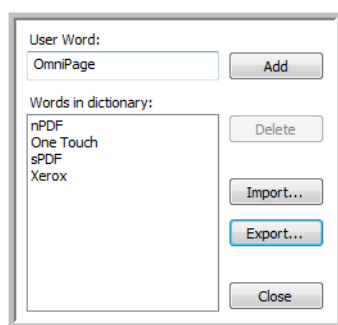 User Word:
OmniPage
Add
Words in dictionary:
nPDF
One Touch
sPDF
Xerox
Delete
Import...
Export...
Close